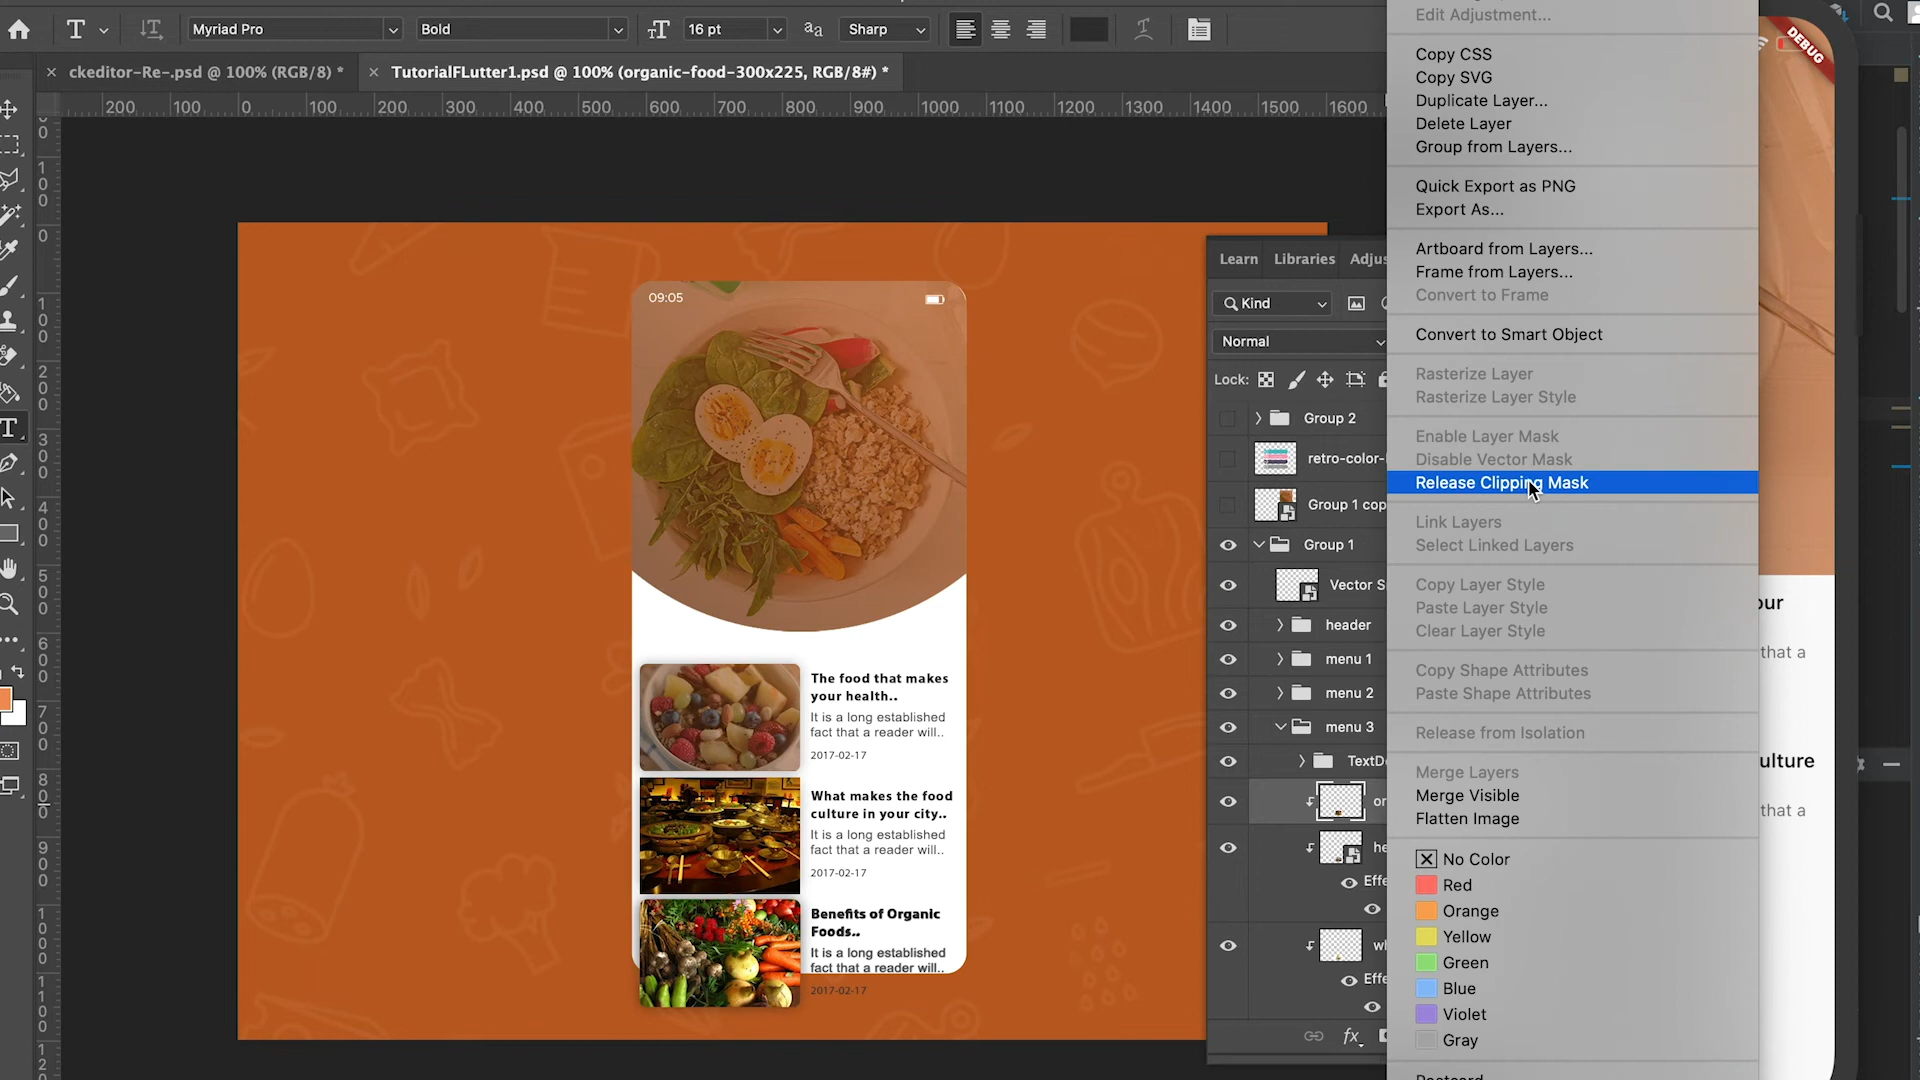 Edit Adjustment...
T
Myriad Pro
Bold
16 pt
Sharp
DEBUG
ckeditor-Re-.psd @ 100% (RGB/8) *
TutorialFLutter1.psd @ 100% (organic-food-300x225, RGB/8#) *
200 100 0 100 200 300 400 500 600 700 800 900 1000 1100 1200 1300 1400 1500 1600
Copy CSS
Copy SVG
Duplicate Layer...
Delete Layer
Group from Layers...
Quick Export as PNG
Export As...
Artboard from Layers...
Frame from Layers...
Convert to Frame
Convert to Smart Object
Rasterize Layer
Rasterize Layer Style
Enable Layer Mask
Disable Vector Mask
Release Clipping Mask
Link Layers
Select Linked Layers
Copy Layer Style
Paste Layer Style
Clear Layer Style
Copy Shape Attributes
Paste Shape Attributes
Release from Isolation
Merge Layers
Merge Visible
Flatten Image
No Color
Red
Orange
Yellow
Green
Blue
Violet
Gray
Learn Libraries Adjus
Kind
Normal
Lock:
Group 2
retro-color-
Group 1 cop
Group 1
Vector S
header
menu 1
menu 2
menu 3
TextD
or
he
Effe
wh
Effe
fx
09:05
The food that makes
your health..
It is a long established
fact that a reader will..
2017-02-17
What makes the food
culture in your city..
It is a long established
fact that a reader will..
2017-02-17
Benefits of Organic
Foods..
It is a long established
fact that a reader will..
2017-02-17
our
that a
ulture
that a